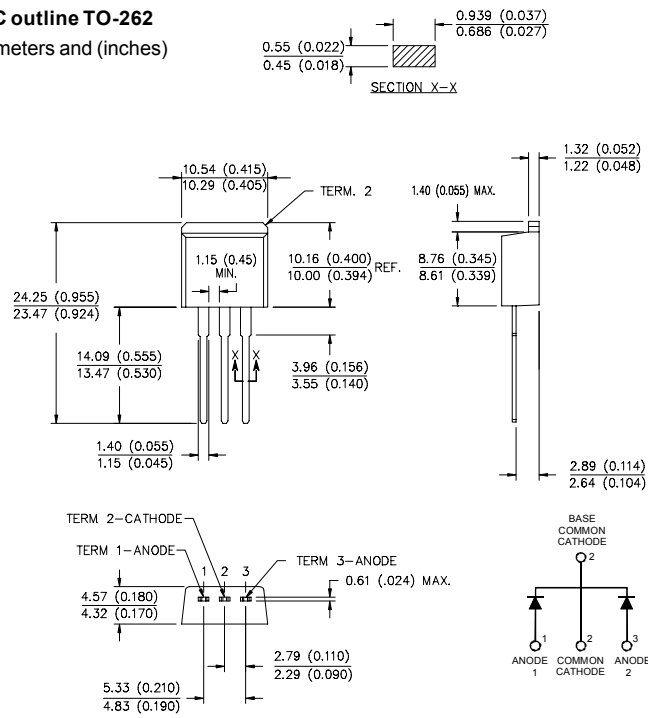 C outline TO-262
meters and (inches)
0.939 (0.037)
0.686 (0.027)
0.55 (0.022)
0.45 (0.018)
SECTION X-X
10.54 (0.415)
10.29 (0.405)
TERM. 2
1.32 (0.052)
1.22 (0.048)
1.40 (0.055) MAX.
1.15 (0.45)
MIN.
10.16 (0.400)
10.00 (0.394)
REF.
8.76 (0.345)
8.61 (0.339)
24.25 (0.955)
23.47 (0.924)
14.09 (0.555)
13.47 (0.530)
X X
3.96 (0.156)
3.55 (0.140)
1.40 (0.055)
1.15 (0.045)
2.89 (0.114)
2.64 (0.104)
TERM 2-CATHODE
TERM 1-ANODE
1 2 3
TERM 3-ANODE
0.61 (.024) MAX.
4.57 (0.180)
4.32 (0.170)
2.79 (0.110)
2.29 (0.090)
5.33 (0.210)
4.83 (0.190)
BASE
COMMON
CATHODE
2
1 2 3
ANODE COMMON ANODE
1 CATHODE 2